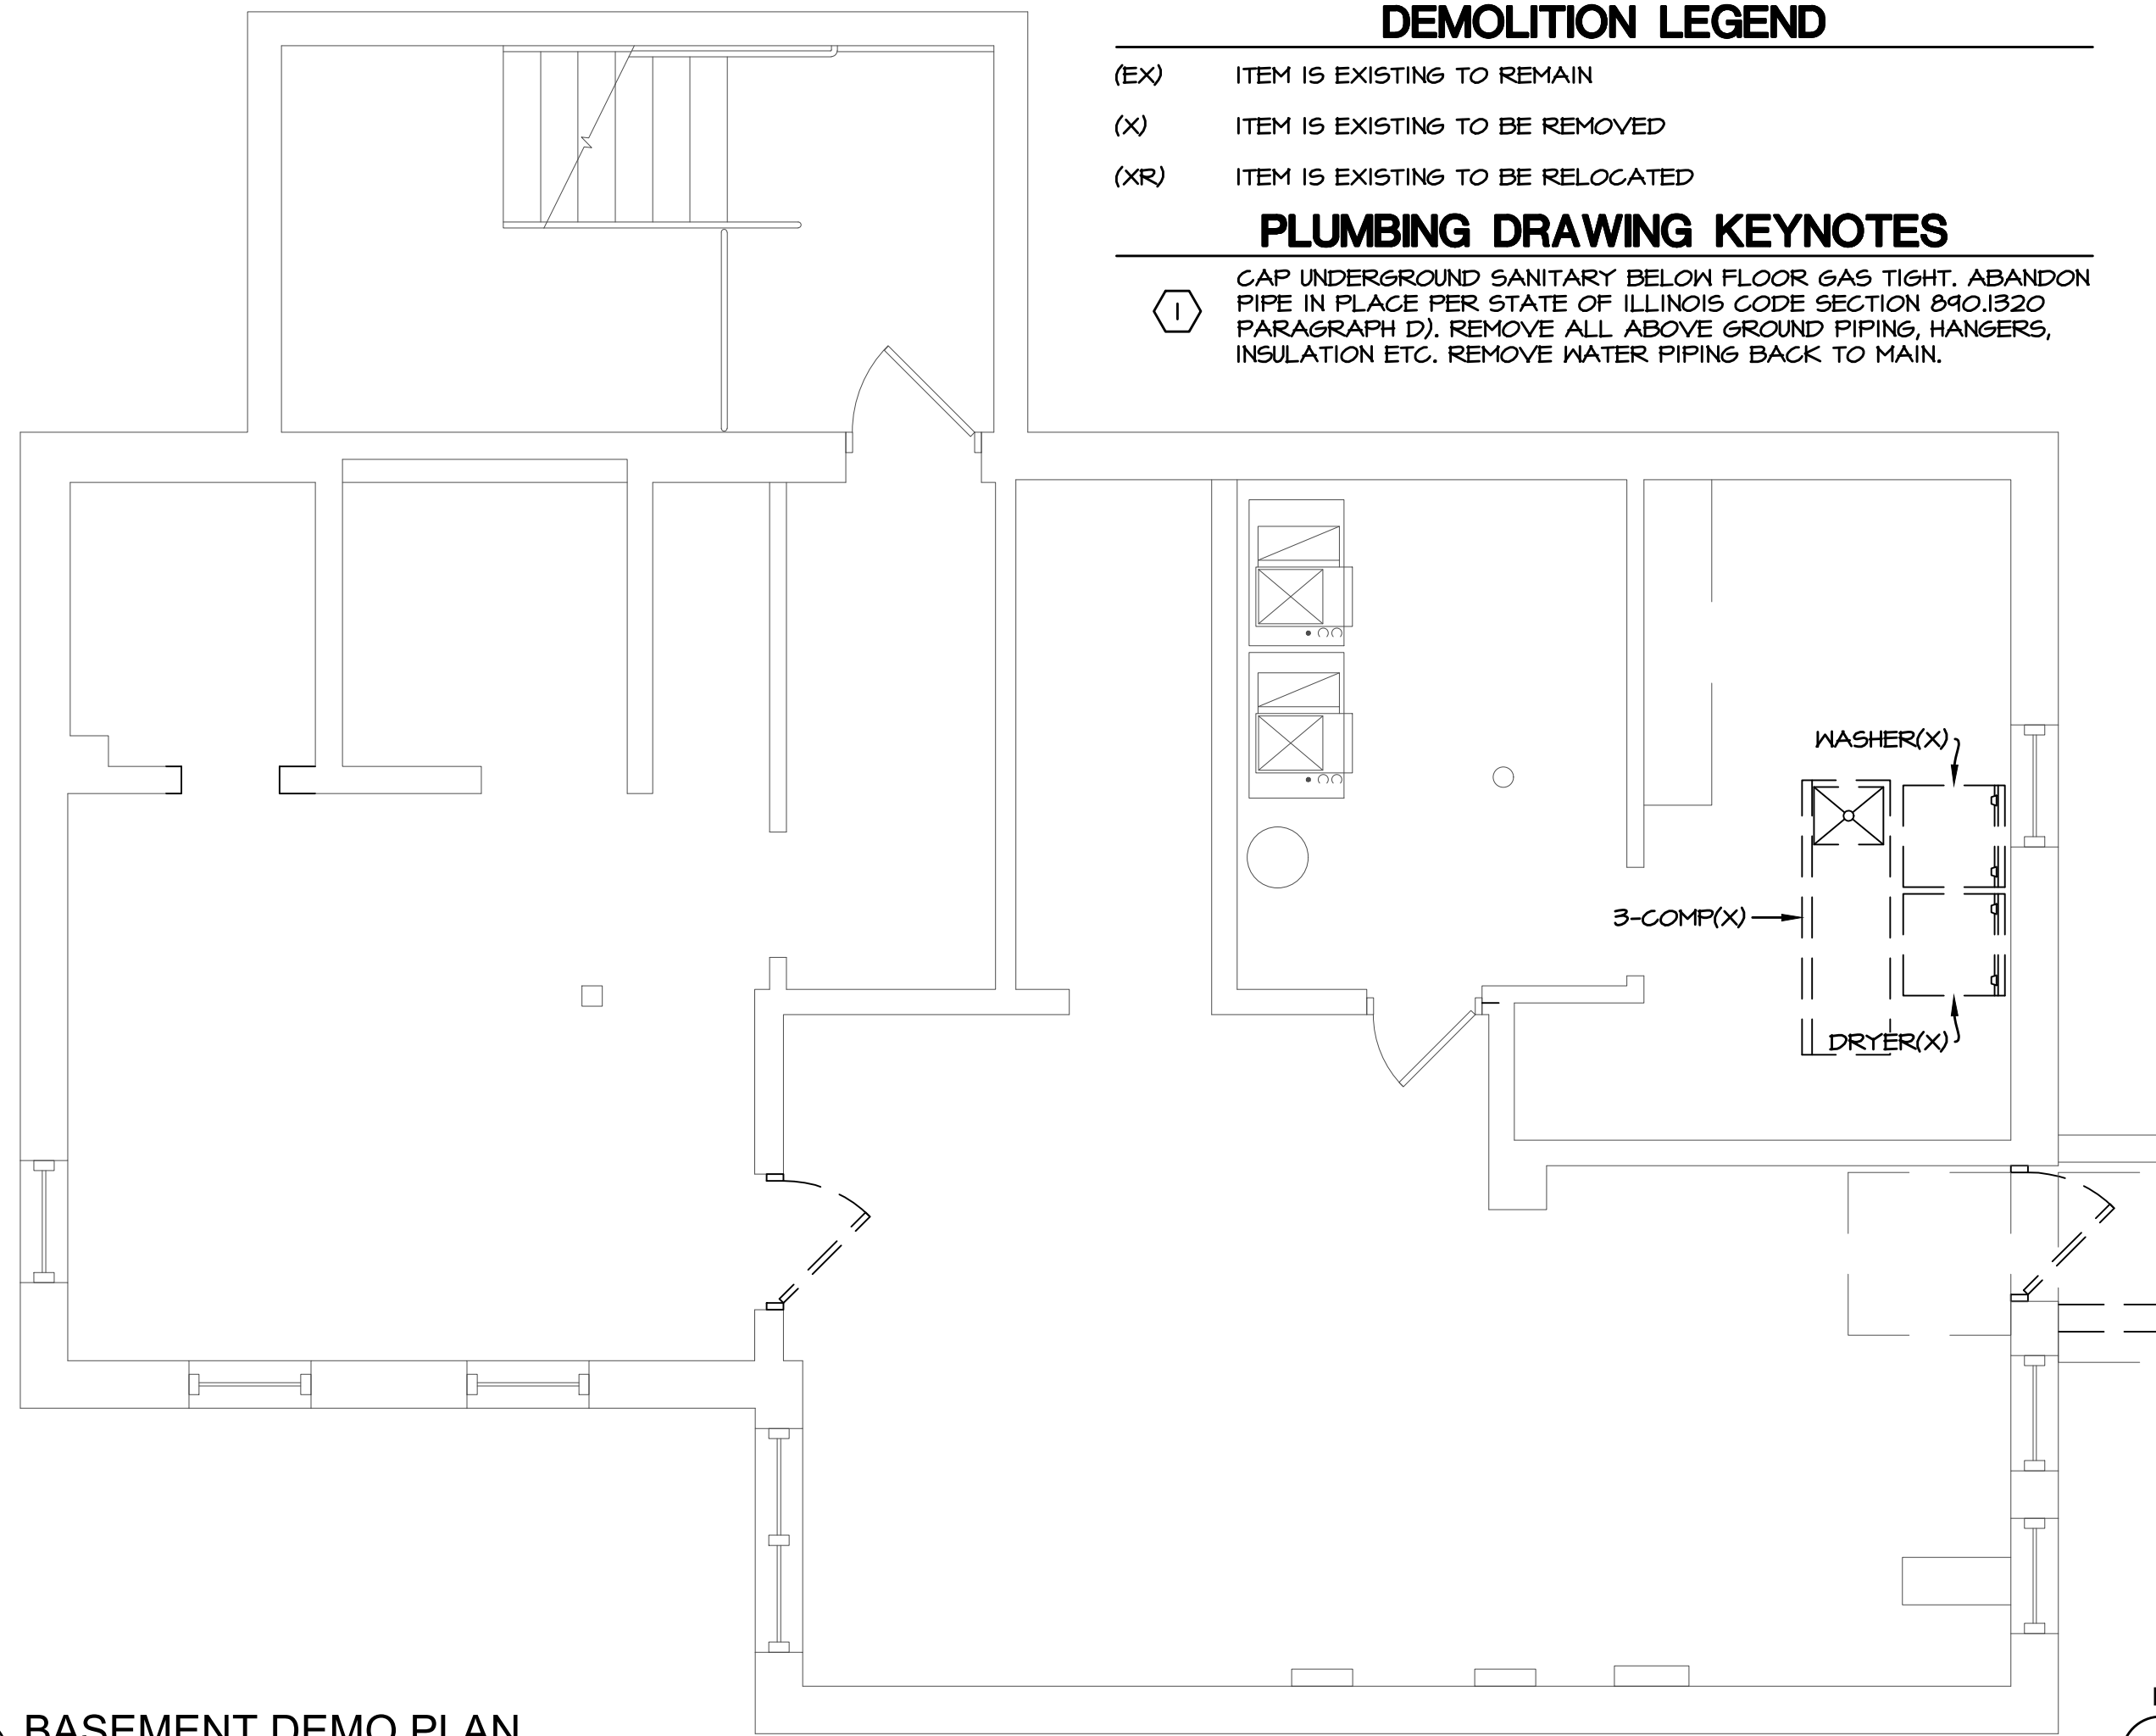 DEMOLITION LEGEND
(EX) ITEM IS EXISTING TO REMAIN
(X) ITEM IS EXISTING TO BE REMOVED
(XR) ITEM IS EXISTING TO BE RELOCATED
PLUMBING DRAWING KEYNOTES
1
CAP UNDERGROUND SANITARY BELOW FLOOR GAS TIGHT. ABANDON
PIPE IN PLACE PER STATE OF ILLINOIS CODE SECTION 890.1320
PARAGRAPH D). REMOVE ALL ABOVE GROUND PIPING, HANGERS,
INSULATION ETC. REMOVE WATER PIPING BACK TO MAIN.
WASHER(X)
3-COMP(X)
DRYER(X)
BASEMENT DEMO PLAN